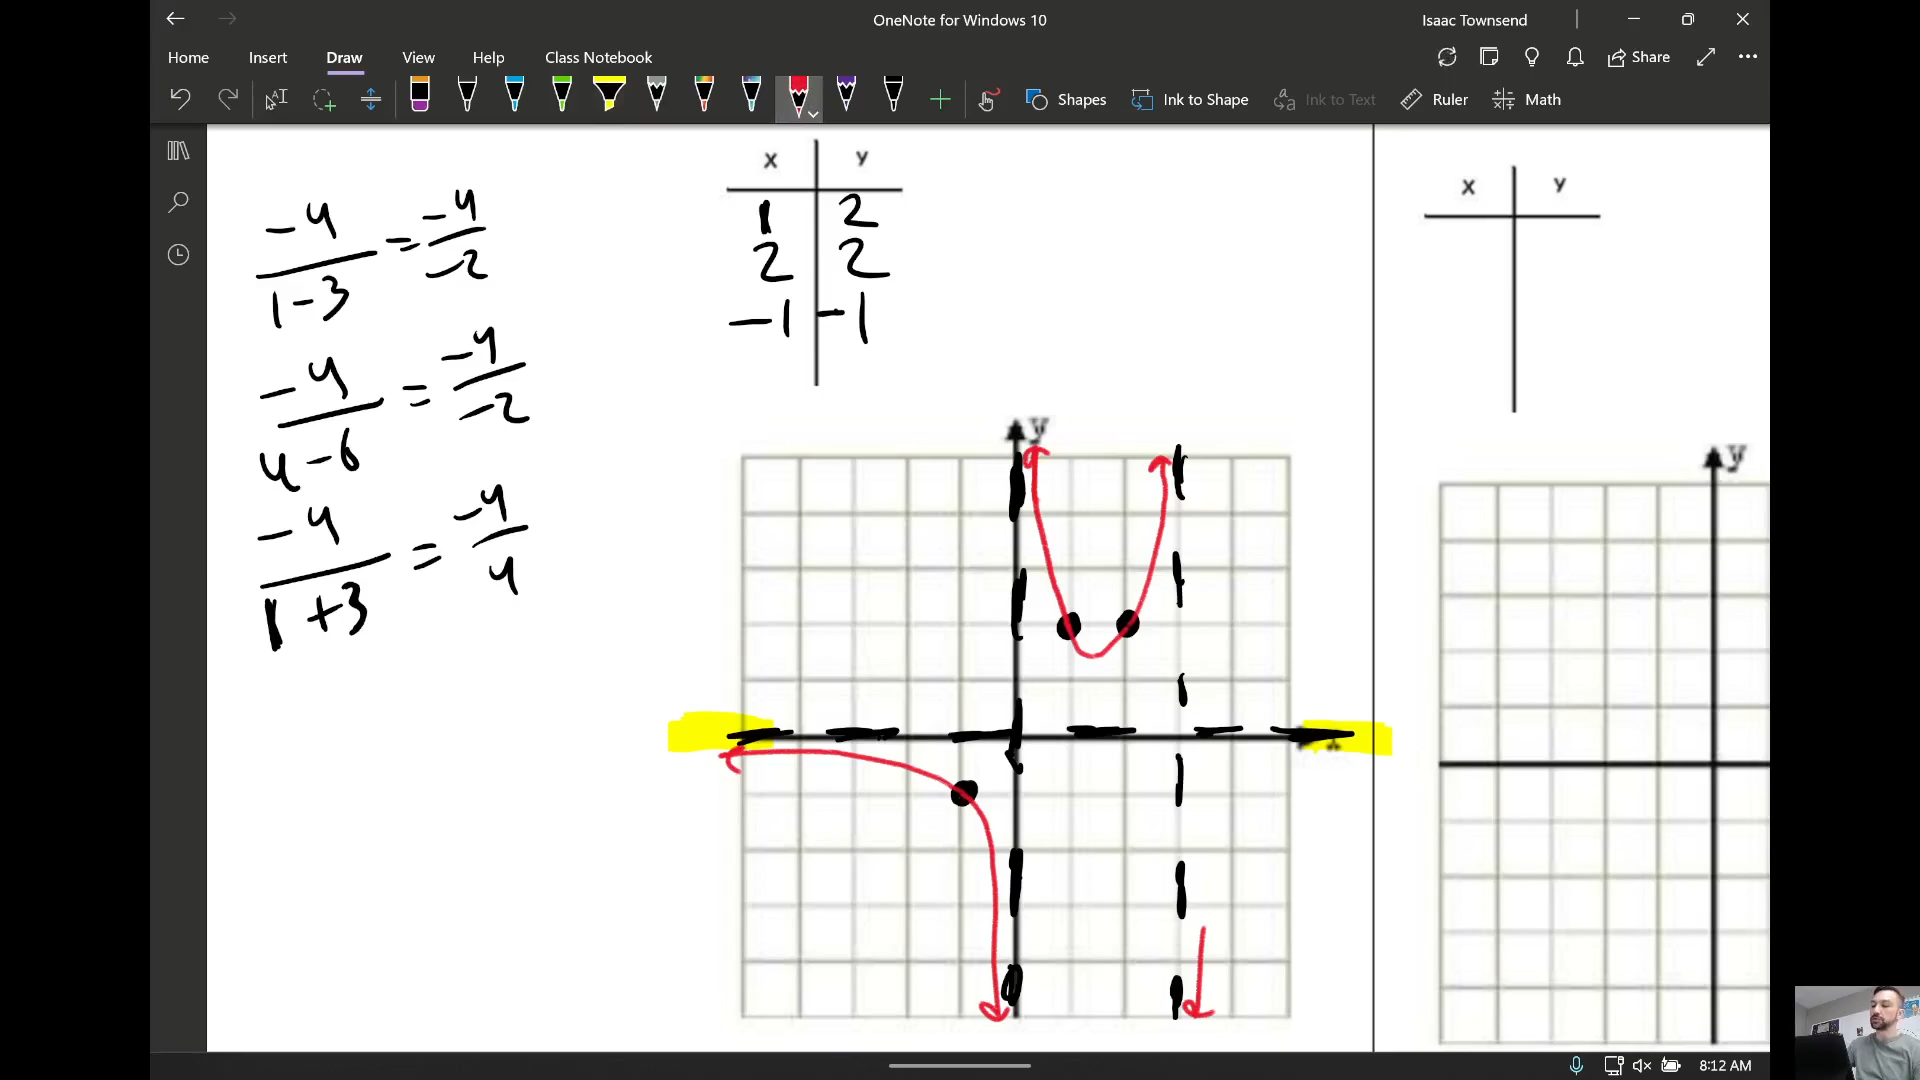 OneNote for Windows 10
Isaac Townsend
Home Insert Draw View Help Class Notebook
Share
Shapes Ink to Shape Ink to Text Ruler Math
x y
1 2
2 2
-1 -1
-4/1-3 = -4/-2
-4/4-6 = -4/-2
-4/1+3 = -4/4
y
x y
y
8:12 AM